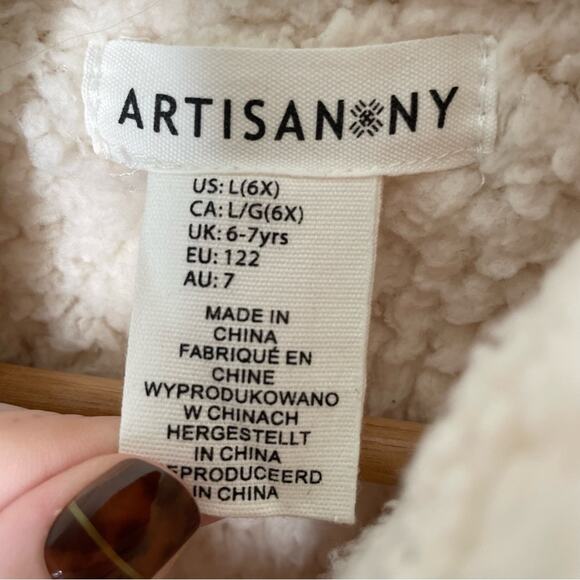 ARTISAN NY
US: L(6X)
CA: L/G(6X)
UK: 6-7yrs
EU: 122
AU: 7
MADE IN
CHINA
FABRIQUÉ EN
CHINE
WYPRODUKOWANO
W CHINACH
HERGESTELLT
IN CHINA
EPRODUCEERD
IN CHINA